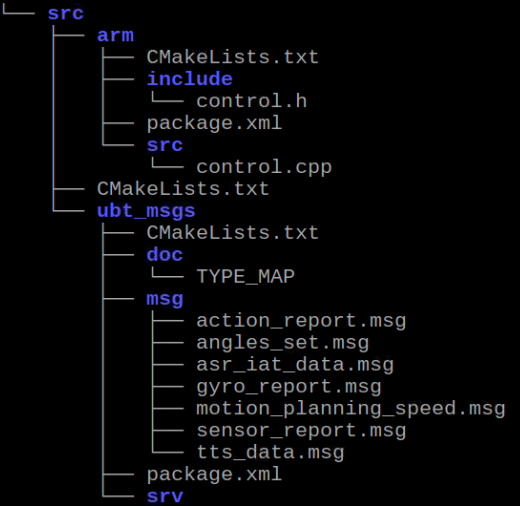 └── src
    ├── arm
    │   ├── CMakeLists.txt
    │   ├── include
    │   │   └── control.h
    │   ├── package.xml
    │   └── src
    │       └── control.cpp
    ├── CMakeLists.txt
    └── ubt_msgs
        ├── CMakeLists.txt
        ├── doc
        │   └── TYPE_MAP
        ├── msg
        │   ├── action_report.msg
        │   ├── angles_set.msg
        │   ├── asr_iat_data.msg
        │   ├── gyro_report.msg
        │   ├── motion_planning_speed.msg
        │   ├── sensor_report.msg
        │   └── tts_data.msg
        ├── package.xml
        └── srv